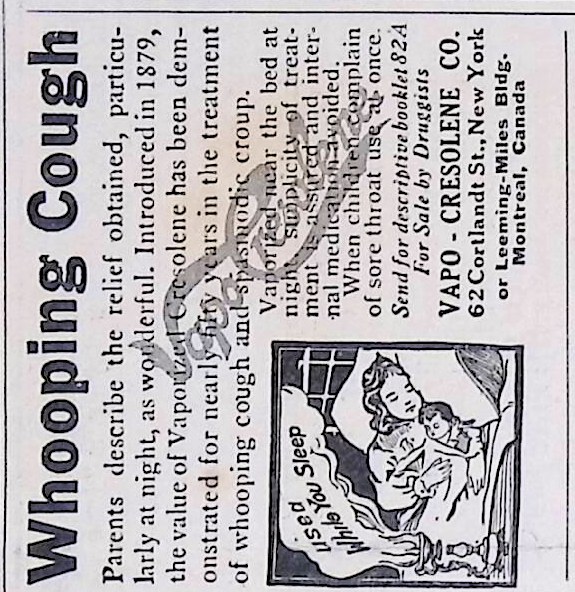 Whooping Cough
Parents describe the relief obtained, particu-
larly at night, as wonderful. Introduced in 1879,
the value of Vaporized Cresolene has been dem-
onstrated for nearly fifty years in the treatment
of whooping cough and spasmodic croup.
Vaporized near the bed at
night, simplicity of treat-
ment is assured and inter-
nal medication avoided.
When children complain
of sore throat use at once.
Send for descriptive booklet 82A
For Sale by Druggists
VAPO - CRESOLENE CO.
62 Cortlandt St., New York
or Leeming-Miles Bldg.
Montreal, Canada
Vapo Cresolene
Used
While You Sleep